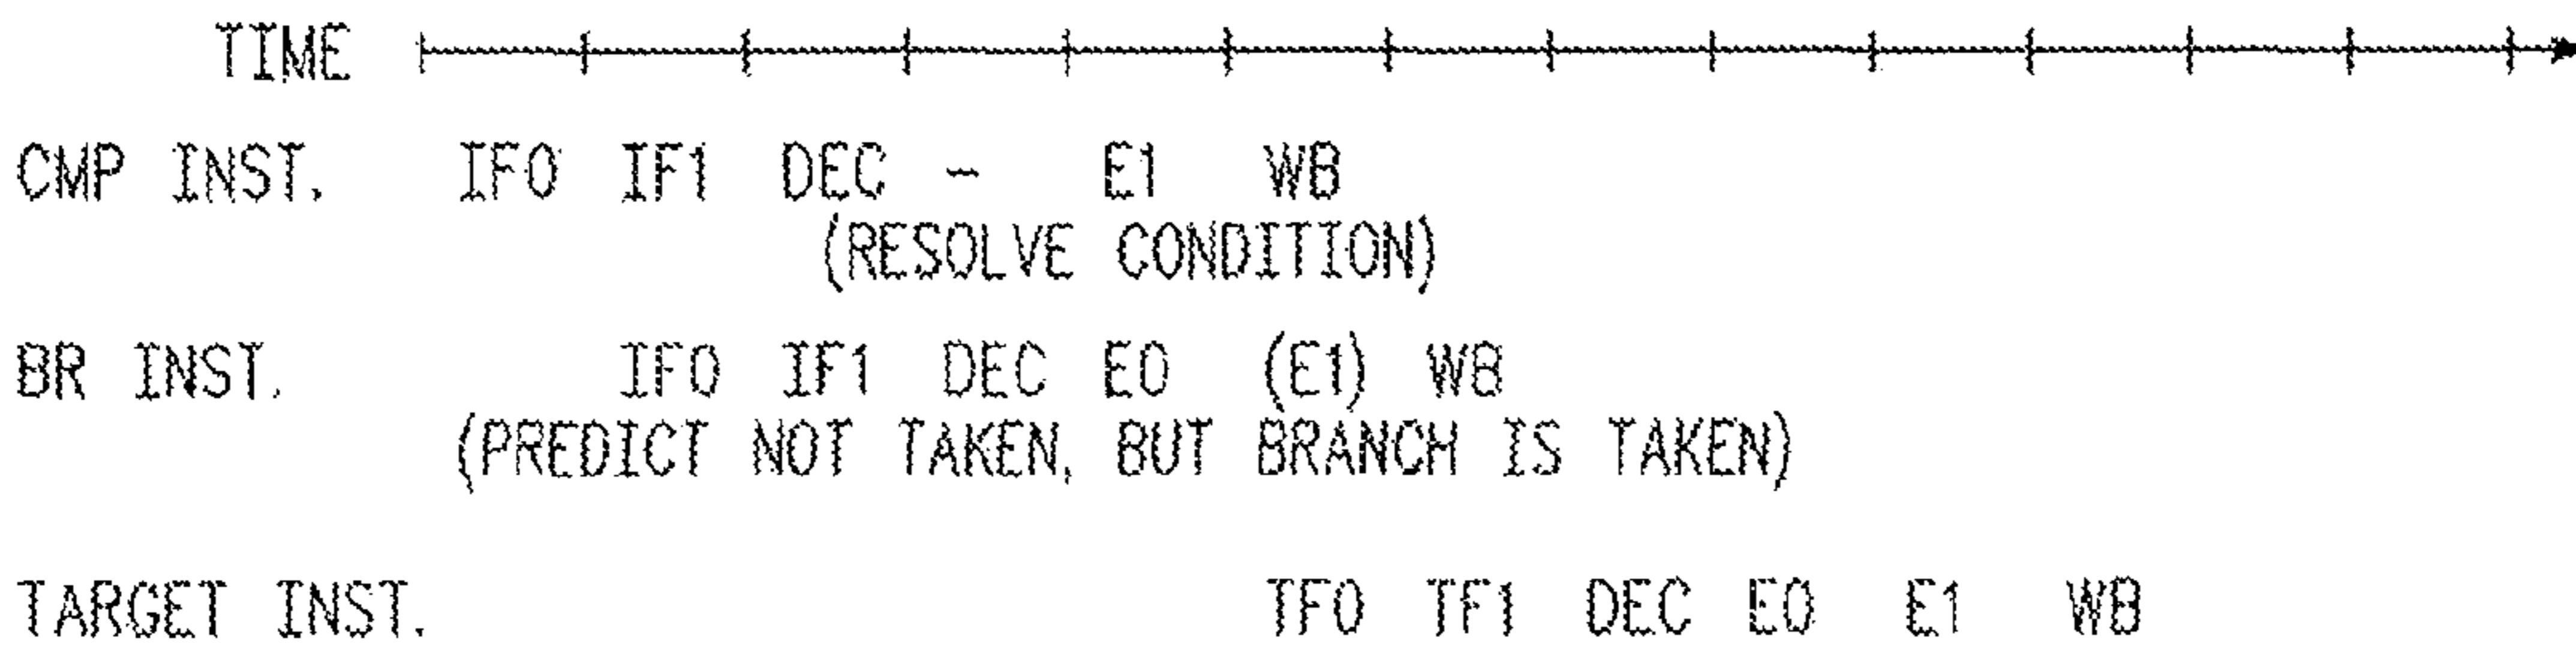 TIME
CMP INST. IF0 IF1 DEC – E1 WB
(RESOLVE CONDITION)
BR INST. IF0 IF1 DEC E0 (E1) WB
(PREDICT NOT TAKEN, BUT BRANCH IS TAKEN)
TARGET INST. TF0 TF1 DEC E0 E1 WB